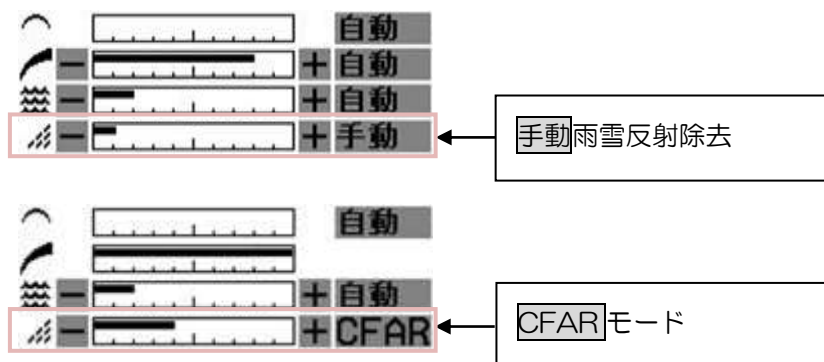 自動
− + 自動
− + 自動
− + 手動
手動雨雪反射除去
自動
− + 自動
− + CFAR
CFARモード